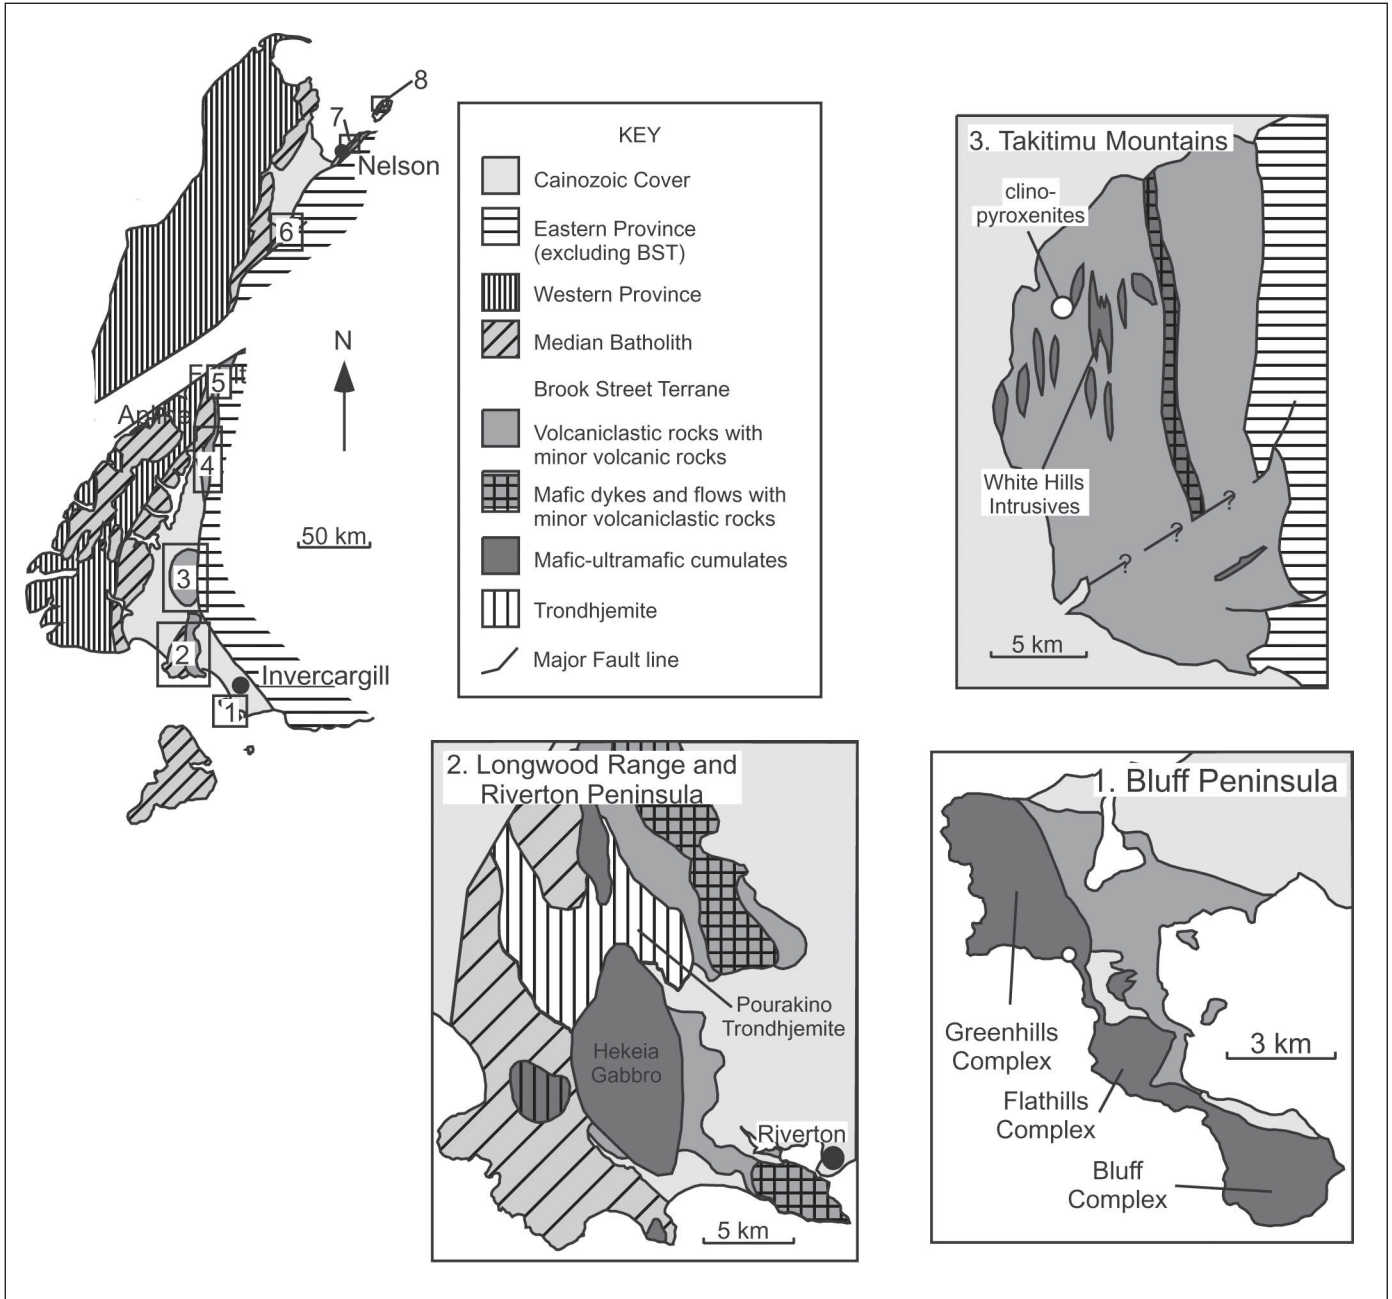 8
7
Nelson
6
N
F lt
5
Apline
4
50 km
3
2
Invercargill
1
KEY
Cainozoic Cover
Eastern Province
(excluding BST)
Western Province
Median Batholith
Brook Street Terrane
Volcaniclastic rocks with
minor volcanic rocks
Mafic dykes and flows with
minor volcaniclastic rocks
Mafic-ultramafic cumulates
Trondhjemite
Major Fault line
3. Takitimu Mountains
clino-
pyroxenites
White Hills
Intrusives
?
?
?
5 km
2. Longwood Range and
Riverton Peninsula
Pourakino
Trondhjemite
Hekeia
Gabbro
Riverton
5 km
1. Bluff Peninsula
Greenhills
Complex
3 km
Flathills
Complex
Bluff
Complex